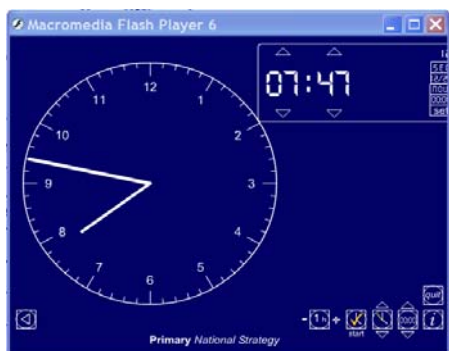 Macromedia Flash Player 6
07:47
12
11 1
10 2
9 3
8 4
7 5
6
quit
- 1h +
start
i
Primary National Strategy